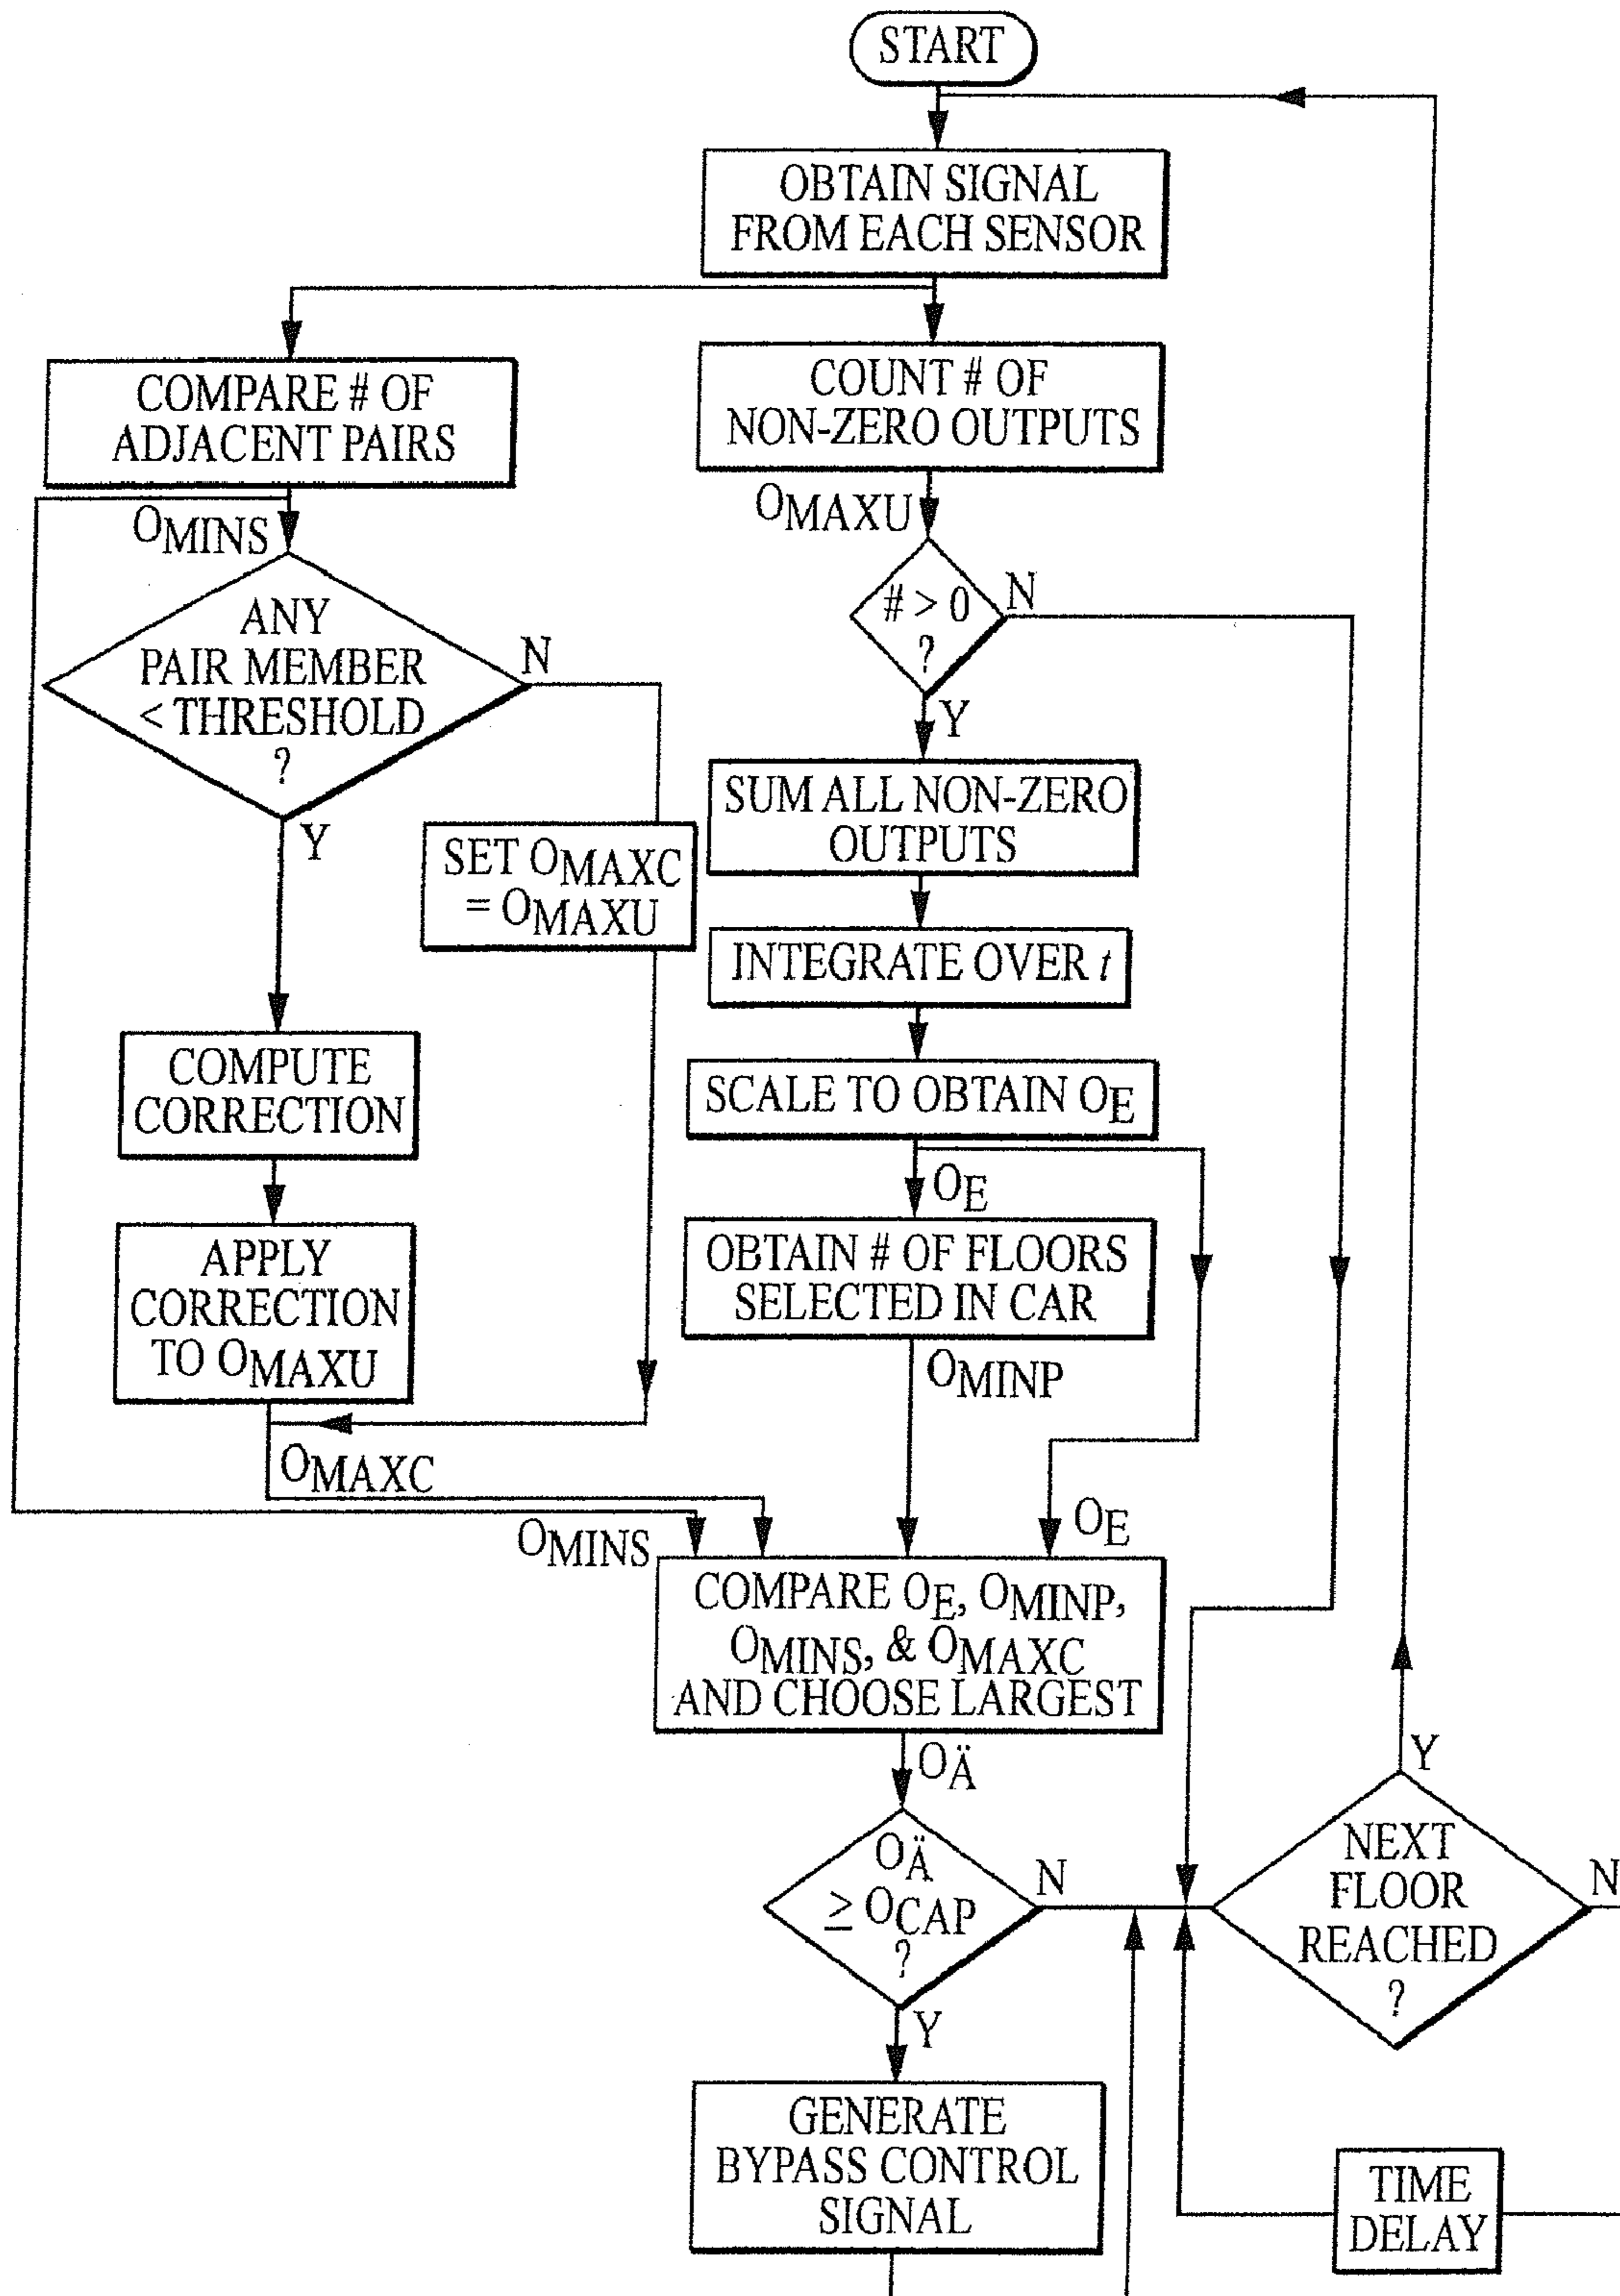 START
OBTAIN SIGNAL
FROM EACH SENSOR
COMPARE # OF
ADJACENT PAIRS
COUNT # OF
NON-ZERO OUTPUTS
OMINS
OMAXU
ANY
PAIR MEMBER
< THRESHOLD
?
N
Y
# > 0
?
N
Y
SUM ALL NON-ZERO
OUTPUTS
SET OMAXC
= OMAXU
INTEGRATE OVER t
COMPUTE
CORRECTION
SCALE TO OBTAIN OE
OE
APPLY
CORRECTION
TO OMAXU
OBTAIN # OF FLOORS
SELECTED IN CAR
OMINP
OMAXC
OMINS
OE
COMPARE OE, OMINP,
OMINS, & OMAXC
AND CHOOSE LARGEST
OÄ
OÄ
≥ OCAP
?
N
Y
NEXT
FLOOR
REACHED
?
Y
N
GENERATE
BYPASS CONTROL
SIGNAL
TIME
DELAY